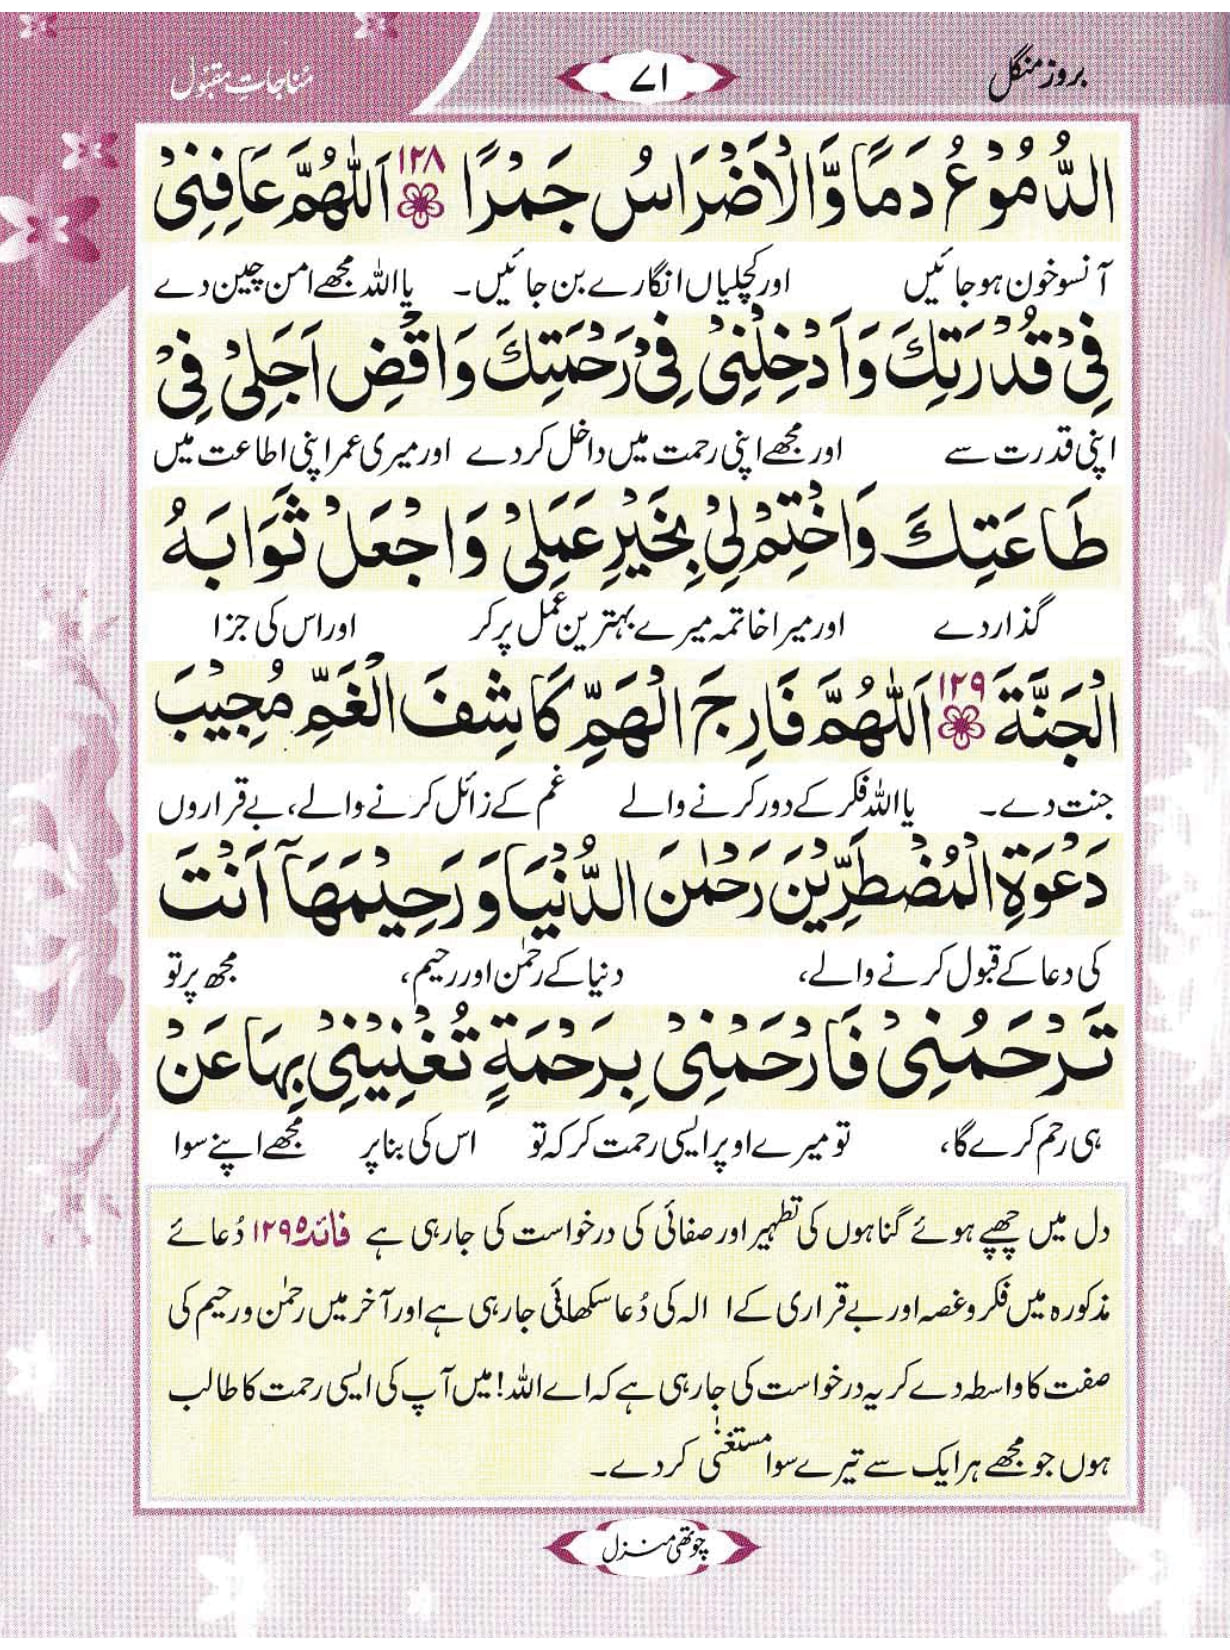 بروز منگل
۷۱
مناجات مقبول
الدُّمُوْعُ دَمًا وَّالْاَضْرَاسُ جَمْرًا ۱۲۸ اَللّٰهُمَّ عَافِنِيْ
آنسو خون ہو جائیں اور کچلیاں انگارے بن جائیں۔ یا اللہ مجھے امن چین دے
فِيْ قُدْرَتِكَ وَاَدْخِلْنِيْ فِيْ رَحْمَتِكَ وَاقْضِ اَجَلِيْ فِيْ
اپنی قدرت سے اور مجھے اپنی رحمت میں داخل کر دے اور میری عمر اپنی اطاعت میں
طَاعَتِكَ وَاخْتِمْ لِيْ بِخَيْرِ عَمَلِيْ وَاجْعَلْ ثَوَابَهُ
گذار دے اور میرا خاتمہ میرے بہترین عمل پر کر اور اس کی جزا
الْجَنَّةَ ۱۲۹ اَللّٰهُمَّ فَارِجَ الْهَمِّ كَاشِفَ الْغَمِّ مُجِيْبَ
جنت دے۔ یا اللہ فکر کے دور کرنے والے غم کے زائل کرنے والے، بے قراروں
دَعْوَةِ الْمُضْطَرِّيْنَ رَحْمٰنَ الدُّنْيَا وَرَحِيْمَهَآ اَنْتَ
کی دعا کے قبول کرنے والے، دنیا کے رحمٰن اور رحیم، مجھ پر تو
تَرْحَمُنِيْ فَارْحَمْنِيْ بِرَحْمَةٍ تُغْنِيْنِيْ بِهَا عَنْ
ہی رحم کرے گا، تو میرے اوپر ایسی رحمت کر کہ تو اس کی بنا پر مجھے اپنے سوا
دل میں چھپے ہوئے گناہوں کی تطہیر اور صفائی کی درخواست کی جارہی ہے فائدہ ۱۲۹ دُعائے
مذکورہ میں فکر و غصہ اور بے قراری کے ا الہ کی دُعا سکھائی جارہی ہے اور آخر میں رحمٰن و رحیم کی
صفت کا واسطہ دے کر یہ درخواست کی جارہی ہے کہ اے اللہ! میں آپ کی ایسی رحمت کا طالب
ہوں جو مجھے ہر ایک سے تیرے سوا مستغنی کر دے۔
چوتھی منزل